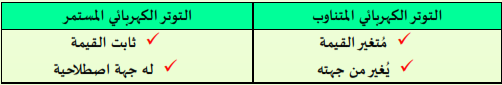 التوتر الكهربائي المتناوب	التوتر الكهربائي المستمر
✓ مُتغير القيمة	✓ ثابت القيمة
✓ يُغير من جهته	✓ له جهة اصطلاحية